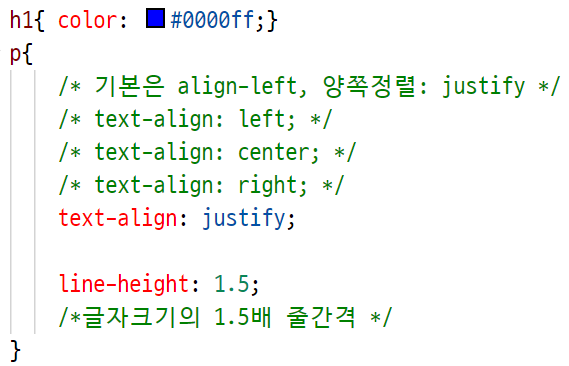 h1{ color: #0000ff;}
p{
/* 기본은 align-left, 양쪽정렬: justify */
/* text-align: left; */
/* text-align: center; */
/* text-align: right; */
text-align: justify;
line-height: 1.5;
/*글자크기의 1.5배 줄간격 */
}